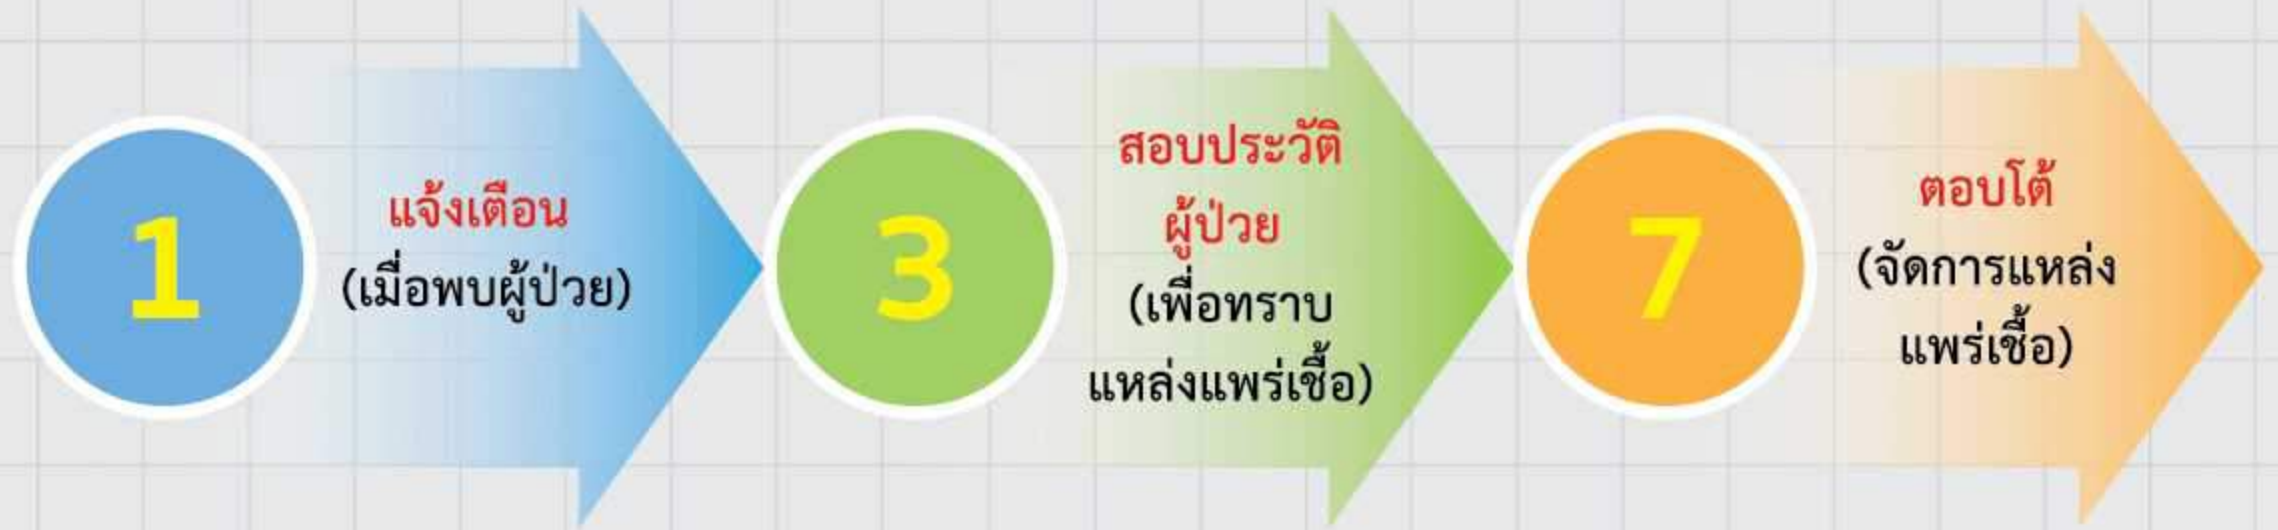 1
แจ้งเตือน
(เมื่อพบผู้ป่วย)
3
สอบประวัติ
ผู้ป่วย
(เพื่อทราบ
แหล่งแพร่เชื้อ)
7
ตอบโต้
(จัดการแหล่ง
แพร่เชื้อ)